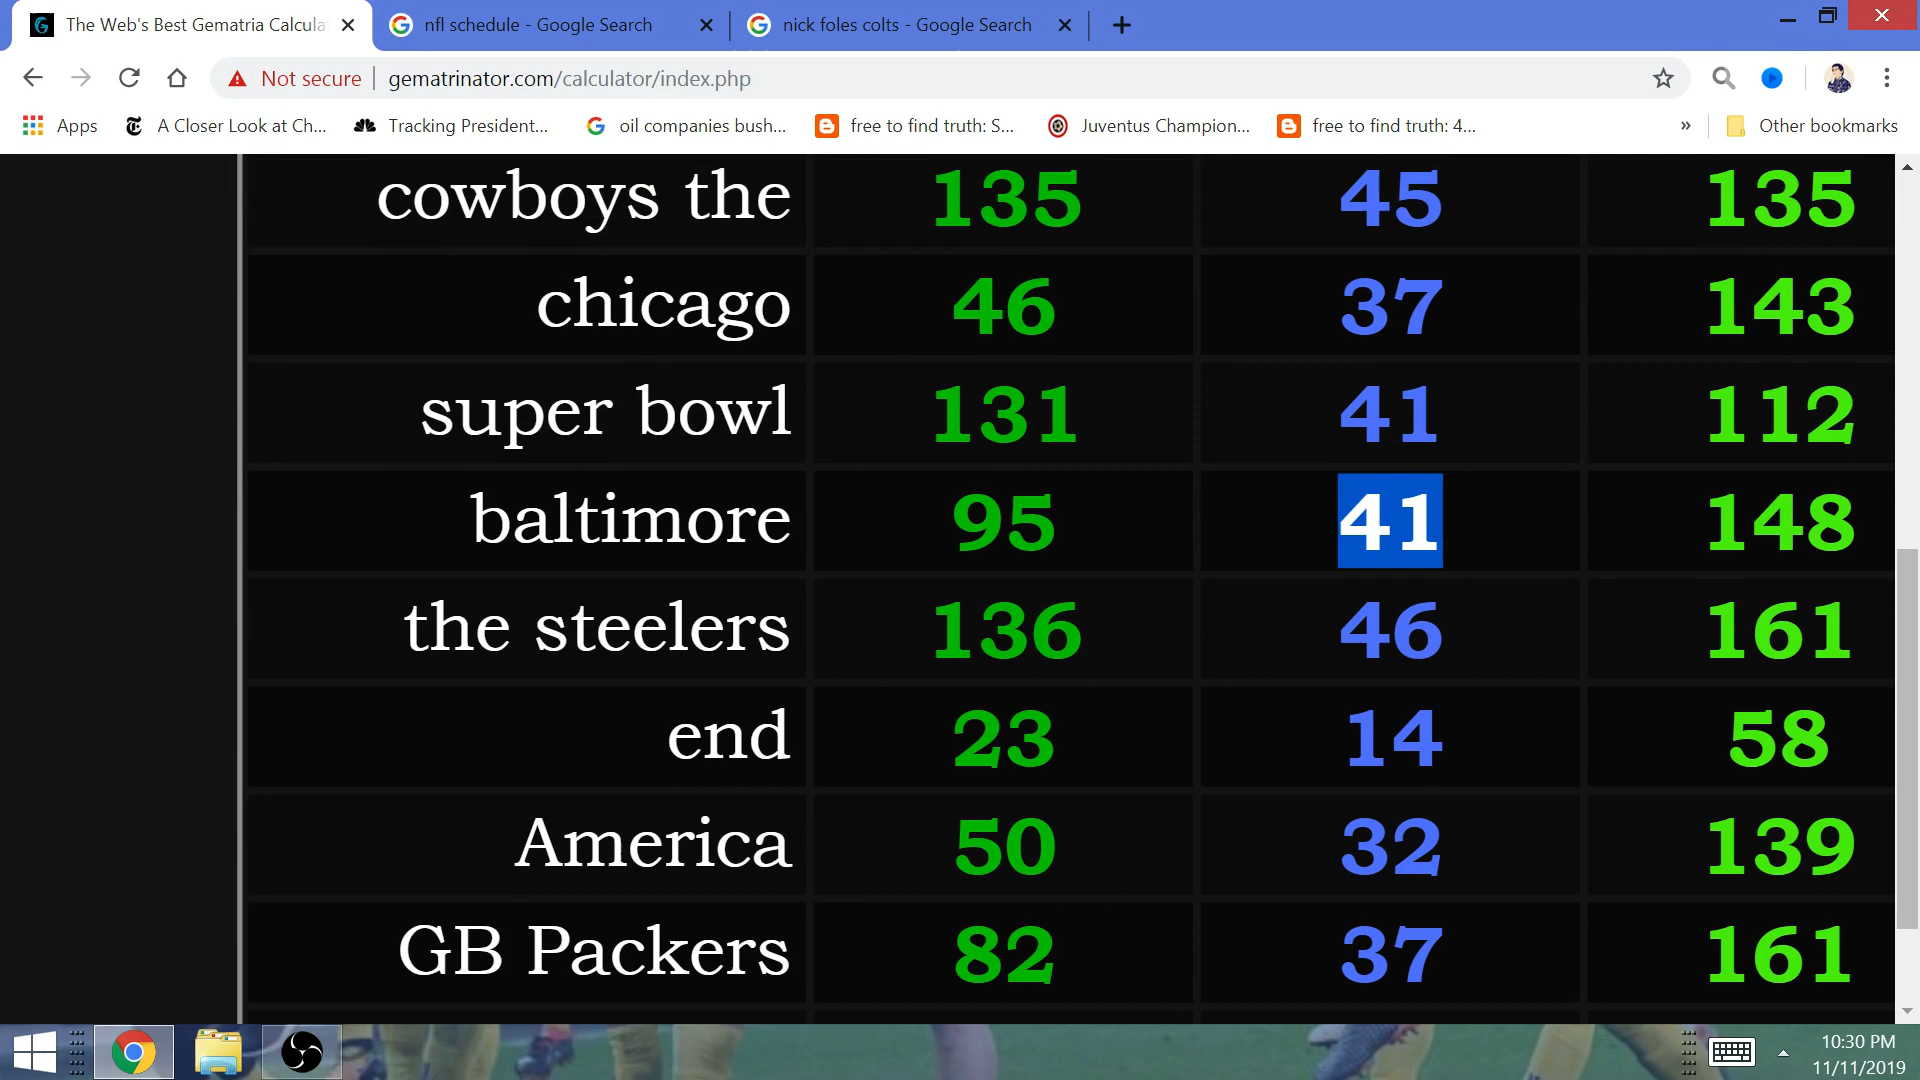 The Web's Best Gematria Calcula
nfl schedule - Google Search
nick foles colts - Google Search
Not secure
gematrinator.com/calculator/index.php
Apps
A Closer Look at Ch...
Tracking President...
oil companies bush...
free to find truth: S...
Juventus Champion...
free to find truth: 4...
»
Other bookmarks
cowboys the 135 45 135
chicago 46 37 143
super bowl 131 41 112
baltimore 95 41 148
the steelers 136 46 161
end 23 14 58
America 50 32 139
GB Packers 82 37 161
10:30 PM
11/11/2019